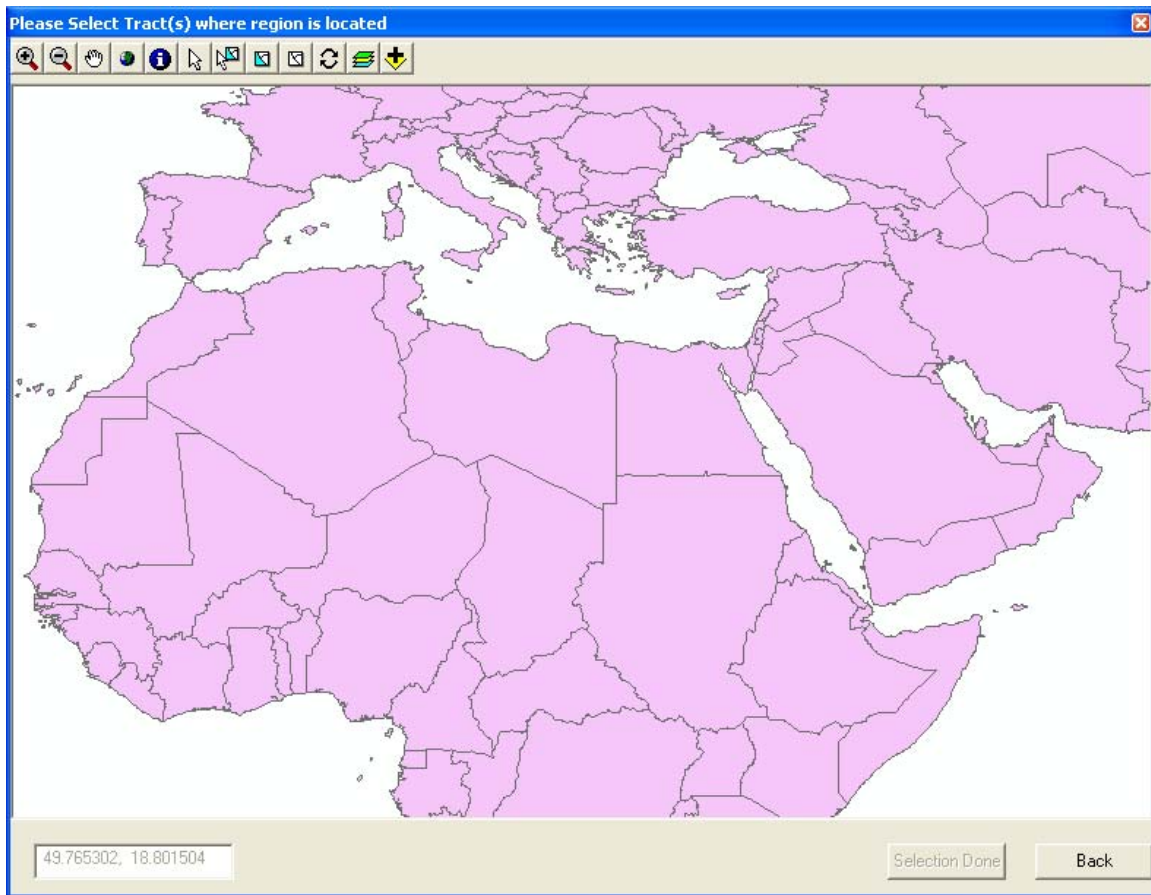 Please Select Tract(s) where region is located
49.765302, 18.801504
Selection Done
Back